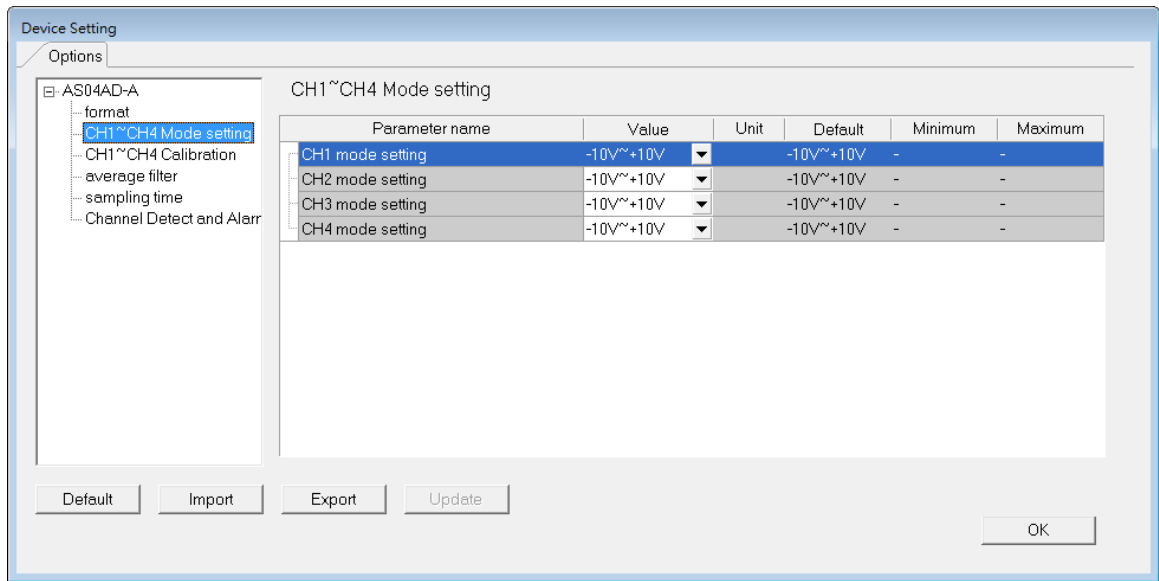 Device Setting
Options
AS04AD-A
format
CH1~CH4 Mode setting
CH1~CH4 Calibration
average filter
sampling time
Channel Detect and Alarr
CH1~CH4 Mode setting
Parameter name Value Unit Default Minimum Maximum
CH1 mode setting -10V~+10V -10V~+10V - -
CH2 mode setting -10V~+10V -10V~+10V - -
CH3 mode setting -10V~+10V -10V~+10V - -
CH4 mode setting -10V~+10V -10V~+10V - -
Default Import Export Update
OK